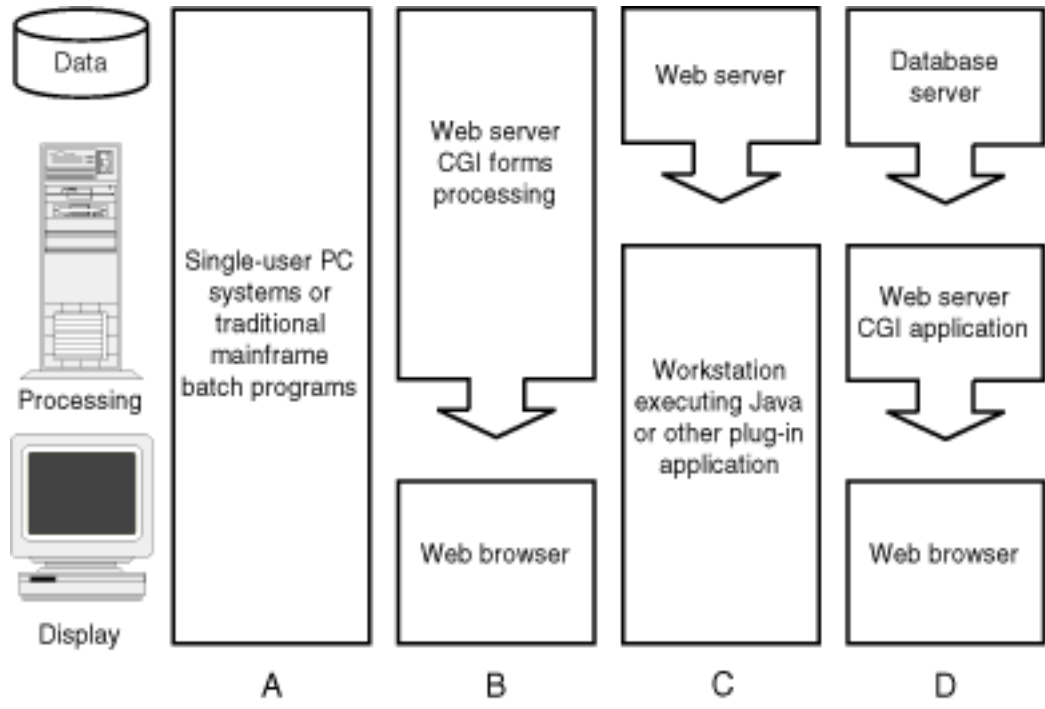 Data
Processing
Display
Single-user PC
systems or
traditional
mainframe
batch programs
A
Web server
CGI forms
processing
Web browser
B
Web server
Workstation
executing Java
or other plug-in
application
C
Database
server
Web server
CGI application
Web browser
D